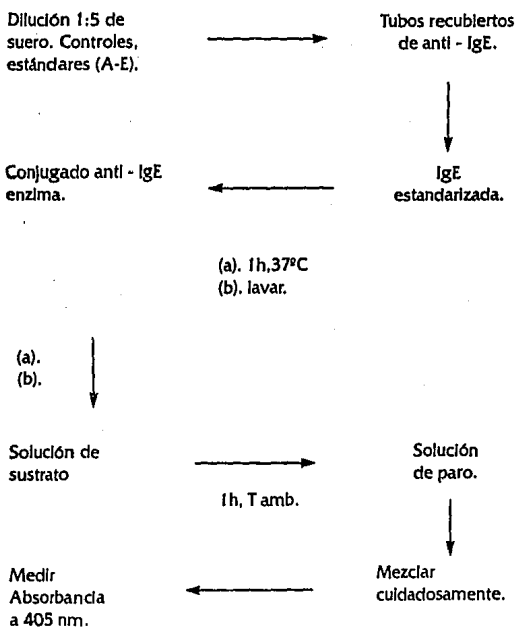 Dilución 1:5 de
suero. Controles,
estándares (A-E).
Tubos recubiertos
de anti - IgE.
IgE
estandarizada.
Conjugado anti - IgE
enzima.
(a). 1h,37ºC
(b). lavar.
(a).
(b).
Solución de
sustrato
1h, T amb.
Solución
de paro.
Mezclar
cuidadosamente.
Medir
Absorbancia
a 405 nm.